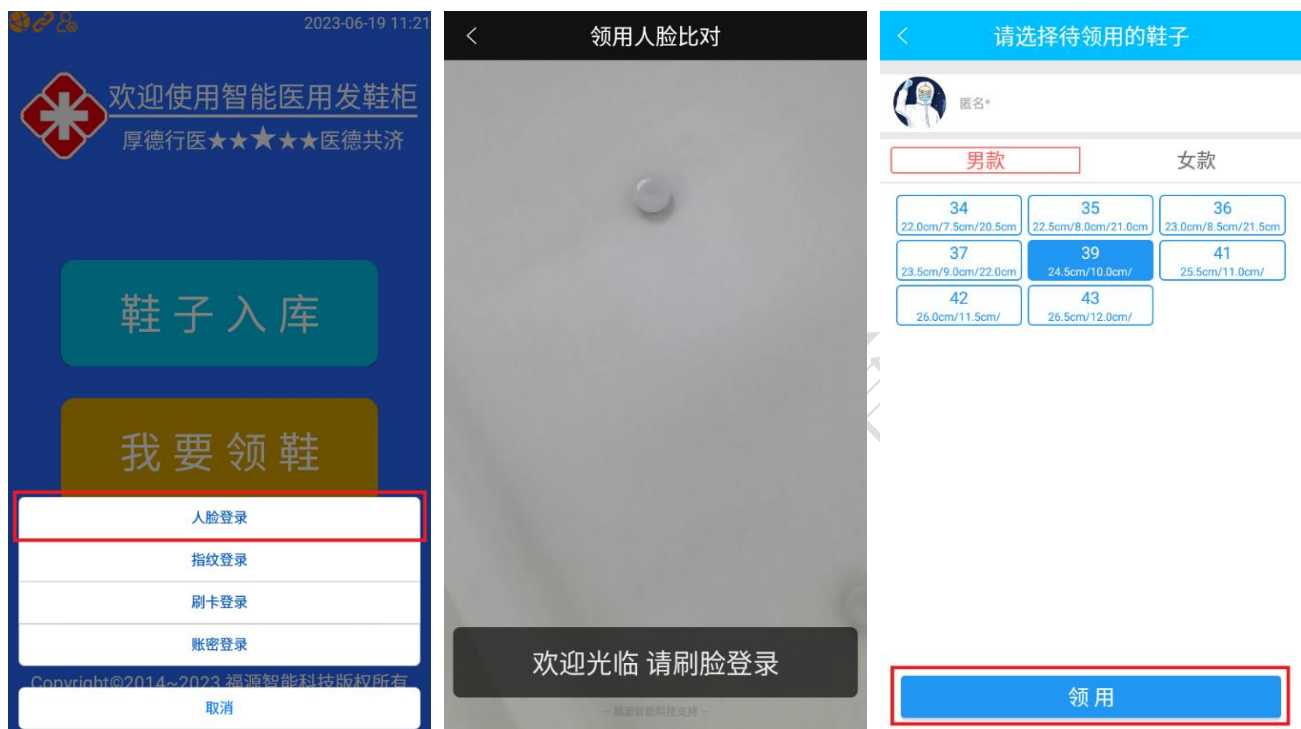 2023-06-19 11:21
欢迎使用智能医用发鞋柜
厚德行医★★★★★医德共济
鞋子入库
我要领鞋
人脸登录
指纹登录
刷卡登录
账密登录
Copyright©2014~2023 福源智能科技版权所有
取消
领用人脸比对
欢迎光临 请刷脸登录
– 福源智能科技支持 –
请选择待领用的鞋子
匿名*
男款 女款
34 35 36
22.0cm/7.5cm/20.5cm 22.5cm/8.0cm/21.0cm 23.0cm/8.5cm/21.5cm
37 39 41
23.5cm/9.0cm/22.0cm 24.5cm/10.0cm/ 25.5cm/11.0cm/
42 43
26.0cm/11.5cm/ 26.5cm/12.0cm/
领用